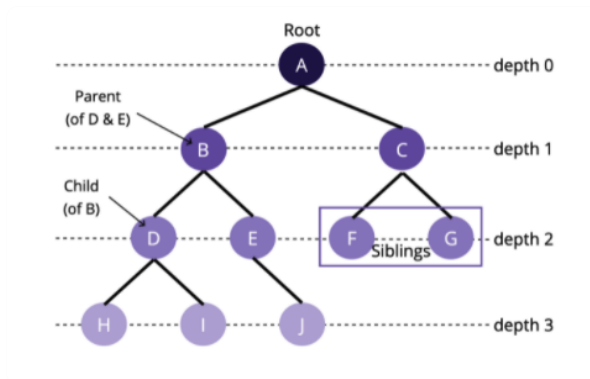 Root
A
depth 0
Parent
(of D & E)
B
C
depth 1
Child
(of B)
D
E
F
G
Siblings
depth 2
H
I
J
depth 3